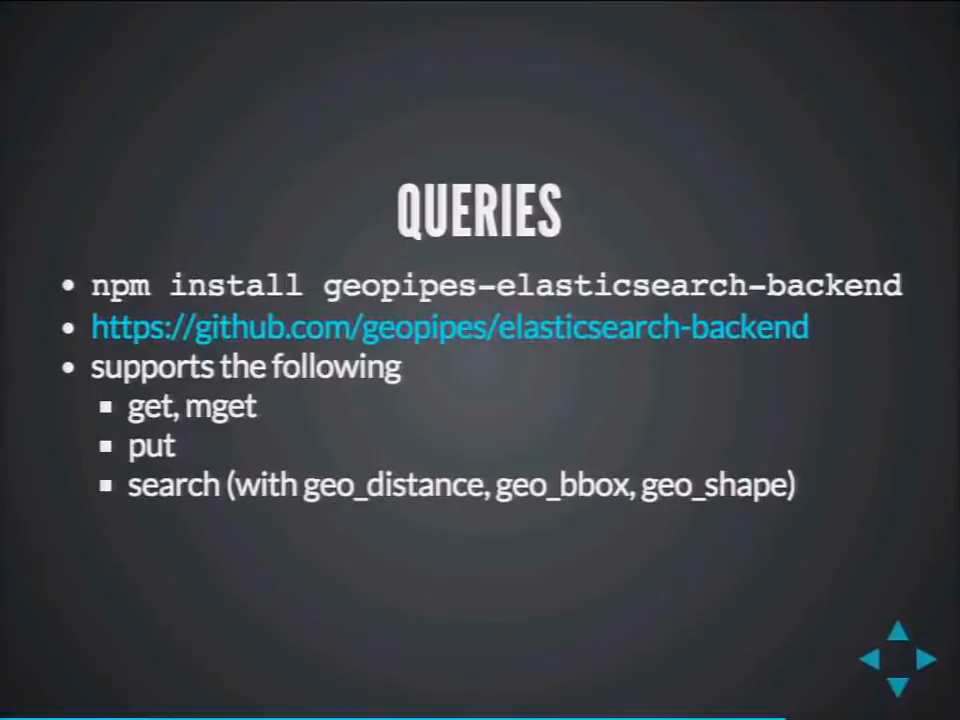 QUERIES
npm install geopipes-elasticsearch-backend
https://github.com/geopipes/elasticsearch-backend
supports the following
get, mget
put
search (with geo_distance, geo_bbox, geo_shape)